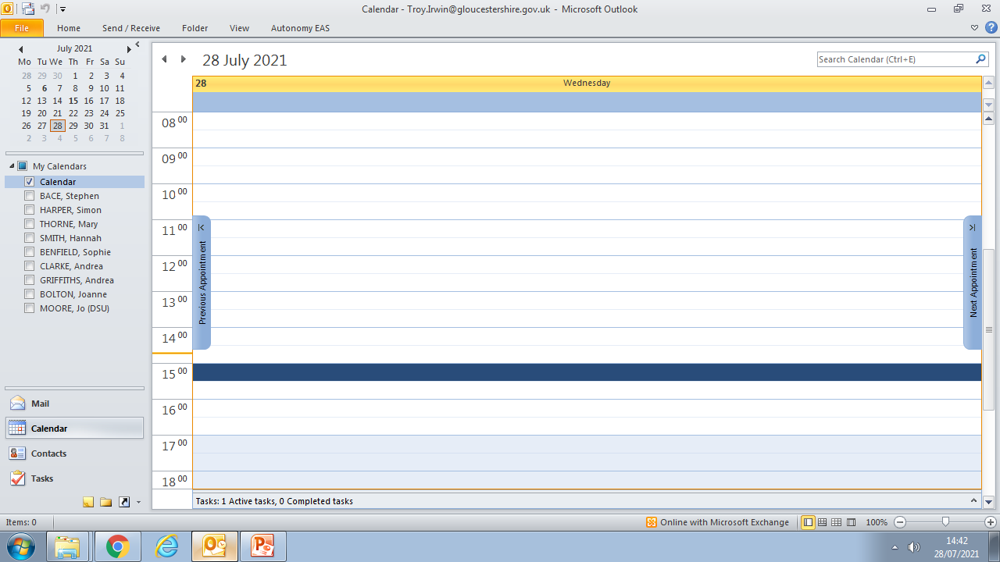 Calendar - Troy.Irwin@gloucestershire.gov.uk - Microsoft Outlook
File Home Send / Receive Folder View Autonomy EAS
July 2021
Mo Tu We Th Fr Sa Su
28 29 30 1 2 3 4
5 6 7 8 9 10 11
12 13 14 15 16 17 18
19 20 21 22 23 24 25
26 27 28 29 30 31 1
2 3 4 5 6 7 8
My Calendars
Calendar
BACE, Stephen
HARPER, Simon
THORNE, Mary
SMITH, Hannah
BENFIELD, Sophie
CLARKE, Andrea
GRIFFITHS, Andrea
BOLTON, Joanne
MOORE, Jo (DSU)
Mail
Calendar
Contacts
Tasks
28 July 2021
Search Calendar (Ctrl+E)
28 Wednesday
08 00
09 00
10 00
11 00
12 00
13 00
14 00
15 00
16 00
17 00
18 00
Previous Appointment
Next Appointment
Tasks: 1 Active tasks, 0 Completed tasks
Items: 0
Online with Microsoft Exchange
100%
14:42
28/07/2021